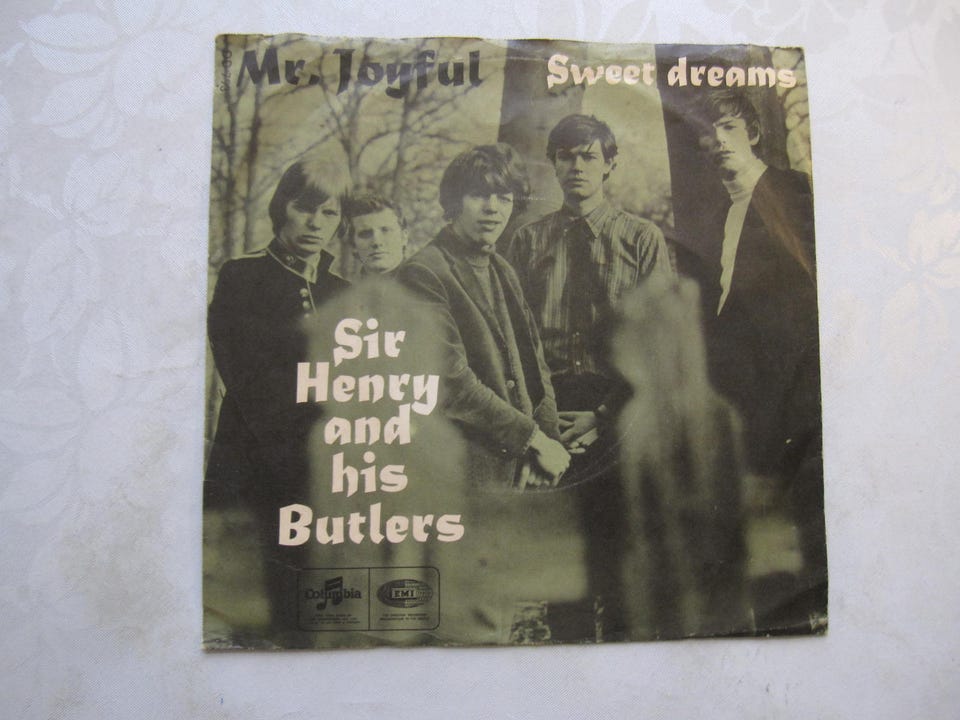 Mr. Joyful
Sweet dreams
Sir
Henry
and
his
Butlers
Columbia
EMI